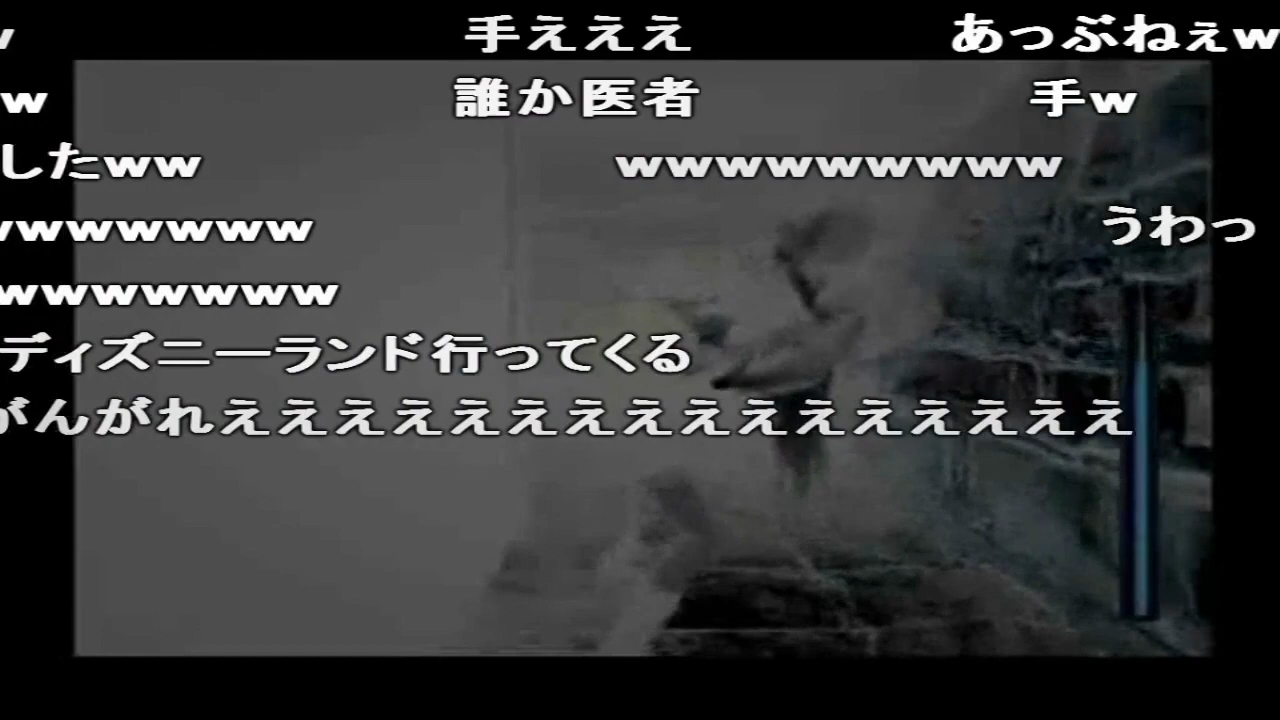 w 手えええ あっぶねぇw
w 誰か医者 手w
したww wwwwwwwww
wwwwwwww うわっ
wwwwwwww
ディズニーランド行ってくる
がんがれええええええええええええええええ